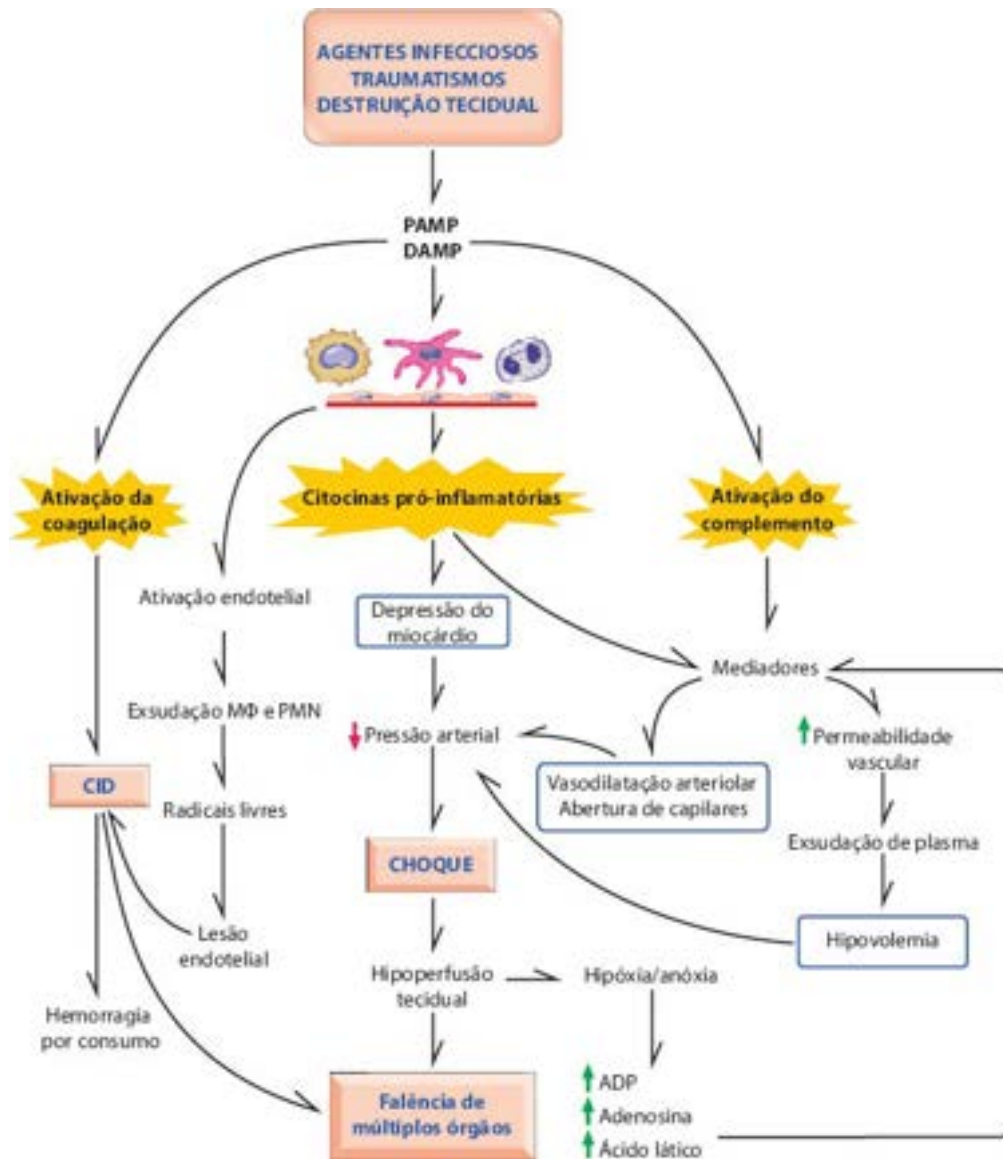 AGENTES INFECCIOSOS
TRAUMATISMOS
DESTRUIÇÃO TECIDUAL
PAMP
DAMP
Ativação da
coagulação
Citocinas pró-inflamatórias
Ativação do
complemento
Ativação endotelial
Depressão do
miocárdio
Mediadores
Exsudação MΦ e PMN
Pressão arterial
Permeabilidade
vascular
CID
Radicais livres
Vasodilatação arteriolar
Abertura de capilares
Exsudação de plasma
CHOQUE
Lesão
endotelial
Hipovolemia
Hipoperfusão
tecidual
Hipóxia/anóxia
Hemorragia
por consumo
Falência de
múltiplos órgãos
ADP
Adenosina
Ácido lático